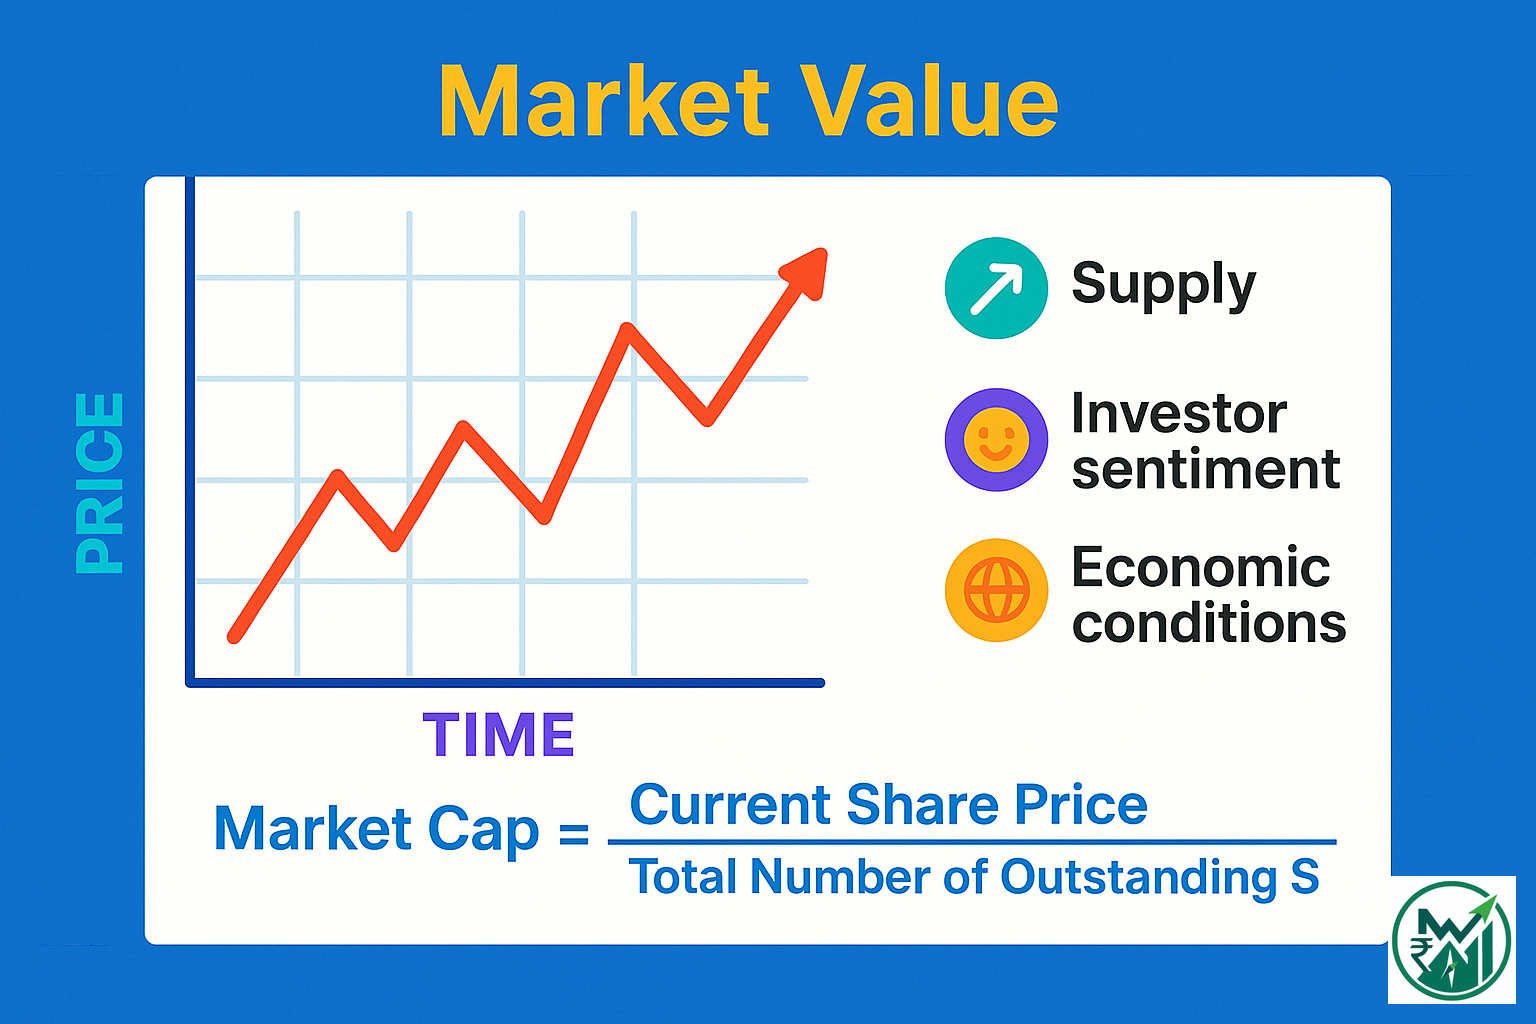 Market Value
PRICE
Supply
Investor
sentiment
Economic
conditions
TIME
Market Cap =
Current Share Price
Total Number of Outstanding S